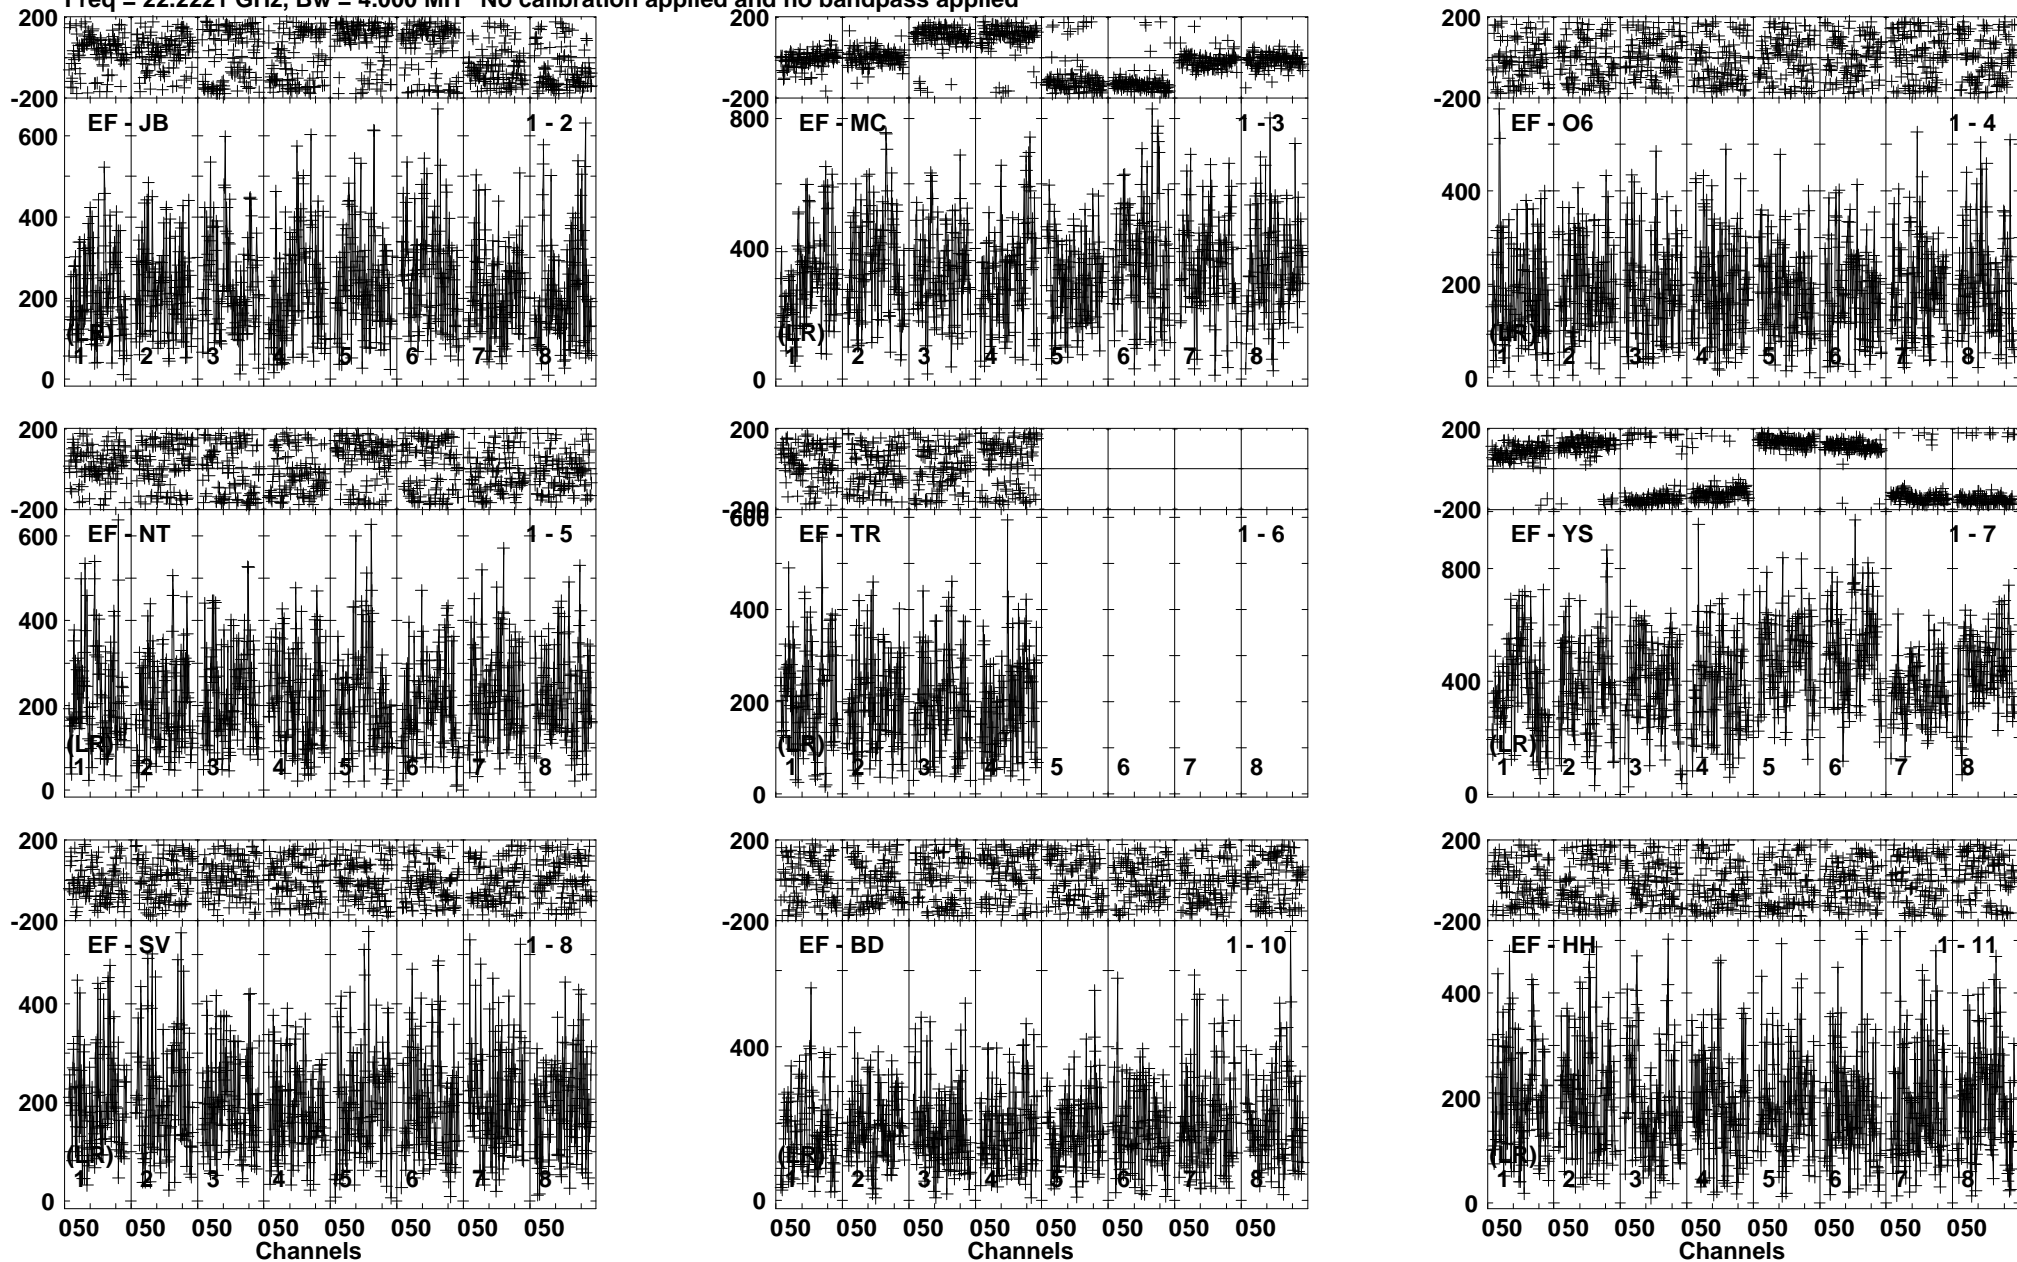 Freq = 22.2221 GHz, Bw = 4.000 MH No calibration applied and no bandpass applied
200 200 200
-200 -200 -200
EF - JB 1 - 2 EF - MC 1 - 3 EF - O6 1 - 4
600 800
400 400 400
200 200
(LR) (LR) (LR)
1 2 3 4 5 6 7 8 1 2 3 4 5 6 7 8 1 2 3 4 5 6 7 8
0 0 0
200 200 200
-200 -200 -200
EF - NT 1 - 5 EF - TR 1 - 6 EF - YS 1 - 7
600 600 800
400 400 400
200 200
(LR) (LR) (LR)
1 2 3 4 5 6 7 8 1 2 3 4 5 6 7 8 1 2 3 4 5 6 7 8
0 0 0
200 200 200
-200 -200 -200
EF - SV 1 - 8 EF - BD 1 - 10 EF - HH 1 - 11
400 400 400
200 200
(LR) (LR) (LR)
1 2 3 4 5 6 7 8 1 2 3 4 5 6 7 8 1 2 3 4 5 6 7 8
0 0 0
050 050 050 050 050 050 050 050 050 050 050 050 050 050 050 050 050 050 050 050 050 050 050 050
Channels Channels Channels